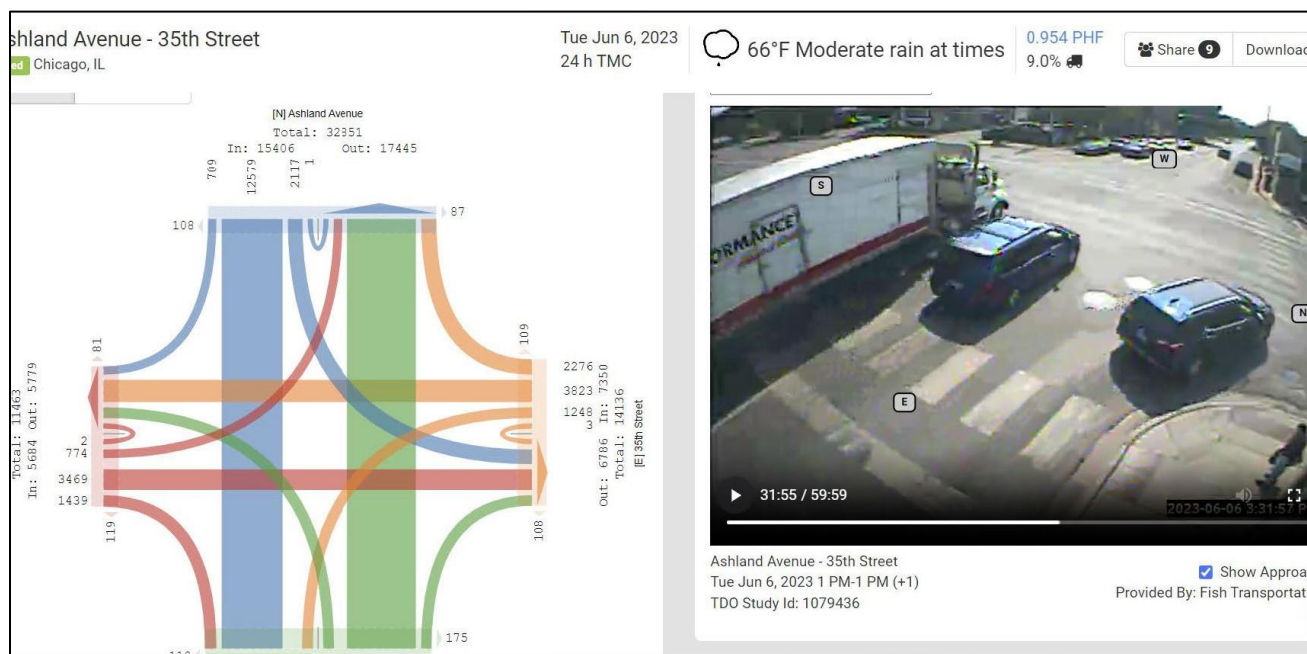 shland Avenue - 35th Street
ed Chicago, IL
Tue Jun 6, 2023
24 h TMC
66°F Moderate rain at times
0.954 PHF
9.0%
Share 9
Download
[N] Ashland Avenue
Total: 32851
In: 15406 Out: 17445
709 12579 2117 1
108
87
81
109
Total: 11463
In: 5684 Out: 5779
2
774
3469
1439
119
2276
3823
1248
3
Out: 6786 In: 7350
Total: 14136
[E] 35th Street
108
175
S
W
N
E
ORMANCE
31:55 / 59:59
2023-06-06 3:31:57 P
Ashland Avenue - 35th Street
Tue Jun 6, 2023 1 PM-1 PM (+1)
TDO Study Id: 1079436
Show Approa
Provided By: Fish Transportat